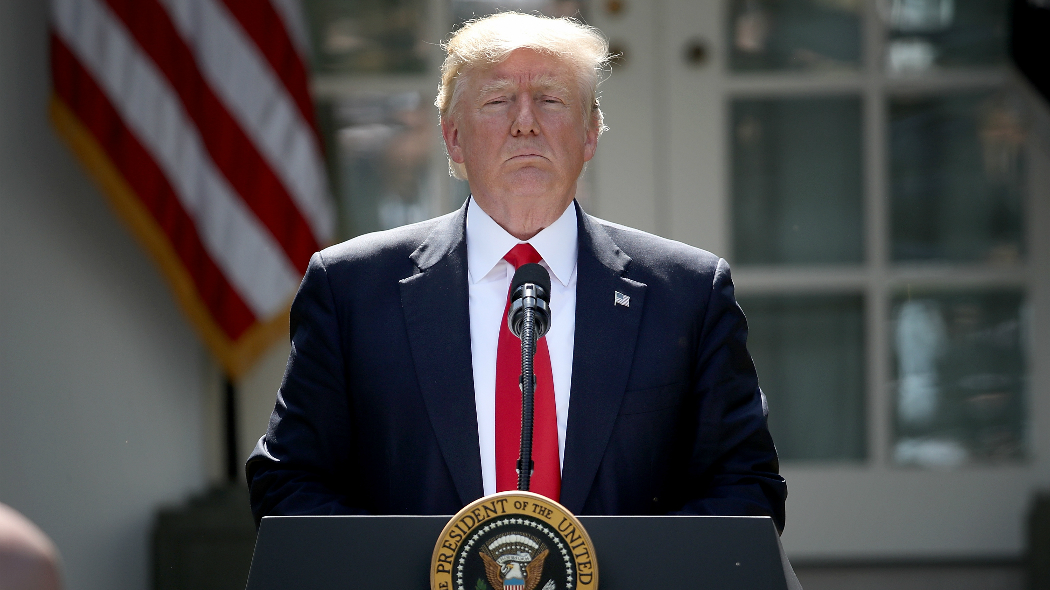 PRESIDENT OF THE UNITED